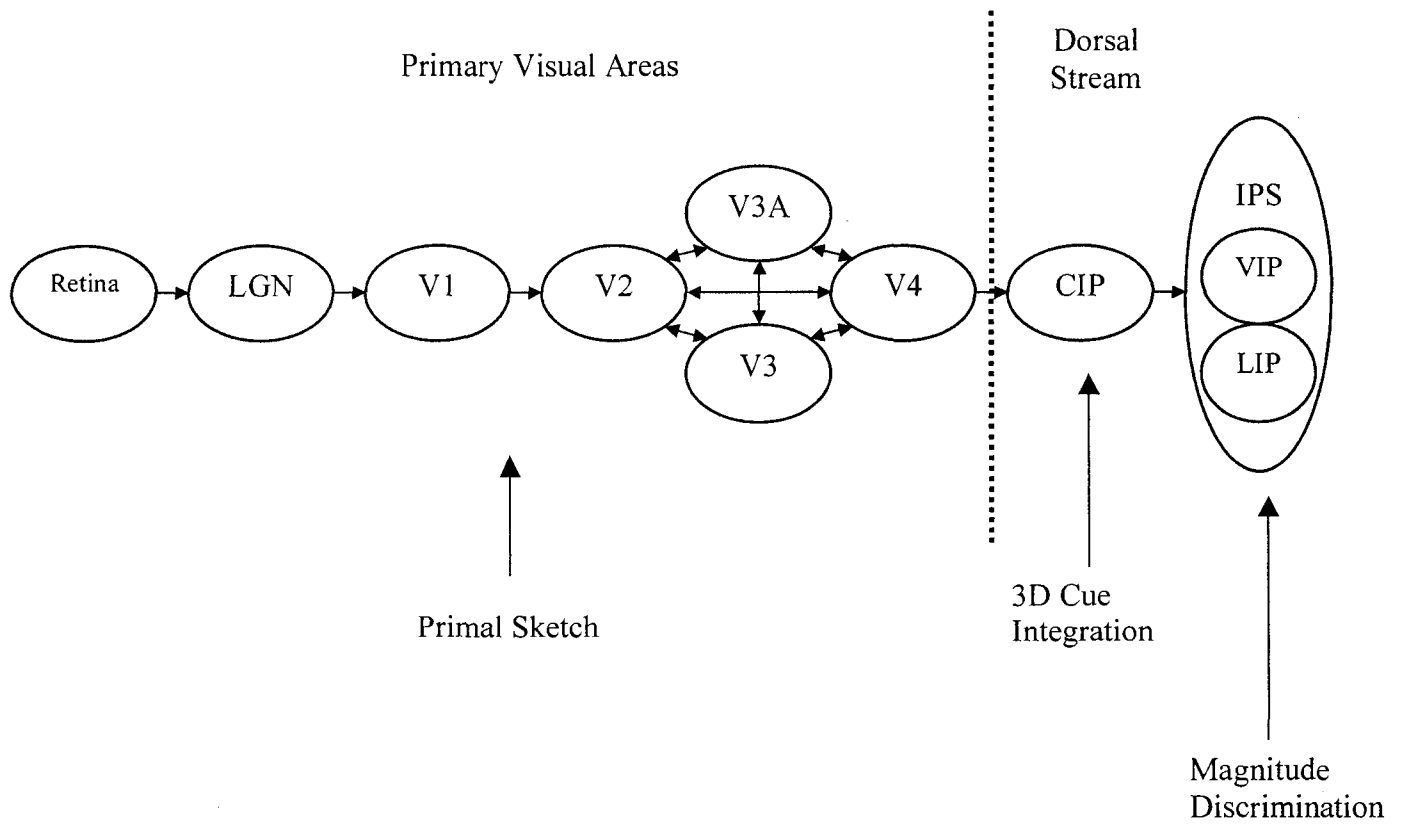 Primary Visual Areas
Dorsal
Stream
V3A
IPS
Retina
LGN
V1
V2
V4
CIP
VIP
V3
LIP
Primal Sketch
3D Cue
Integration
Magnitude
Discrimination